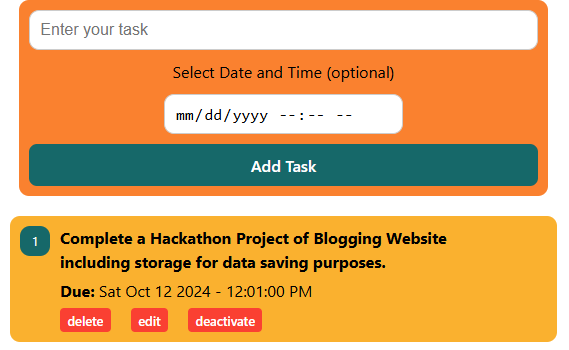 Enter your task
Select Date and Time (optional)
mm/dd/yyyy --:-- --
Add Task
1
Complete a Hackathon Project of Blogging Website
including storage for data saving purposes.
Due: Sat Oct 12 2024 - 12:01:00 PM
delete edit deactivate